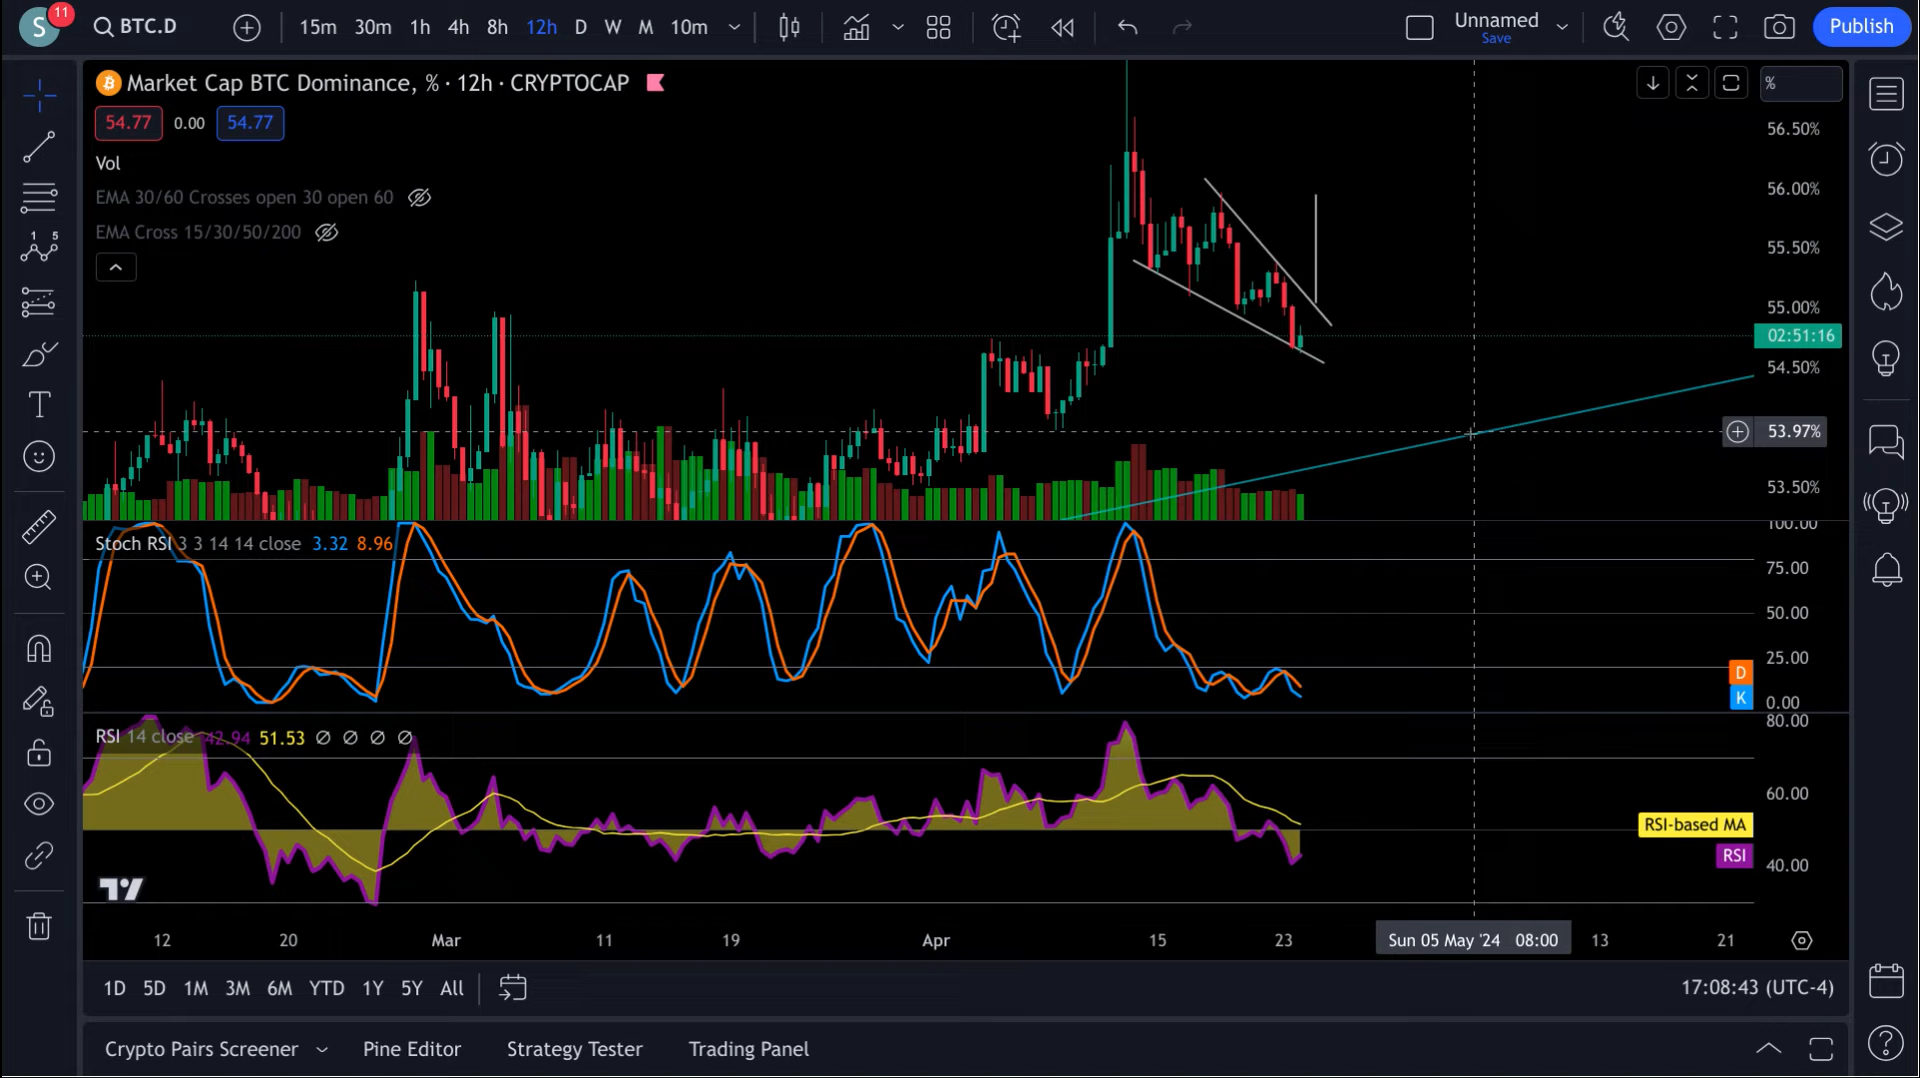 S
11
BTC.D
15m 30m 1h 4h 8h 12h D W M 10m
Unnamed
Save
Publish
Market Cap BTC Dominance, % · 12h · CRYPTOCAP
54.77 0.00 54.77
Vol
EMA 30/60 Crosses open 30 open 60
EMA Cross 15/30/50/200
%
56.50%
56.00%
55.50%
55.00%
02:51:16
54.50%
53.97%
53.50%
Stoch RSI 3 3 14 14 close 3.32 8.96
100.00
75.00
50.00
25.00
D
K
0.00
RSI 14 close 42.94 51.53 ∅ ∅ ∅ ∅
80.00
60.00
RSI-based MA
RSI
40.00
12 20 Mar 11 19 Apr 15 23 Sun 05 May '24 08:00 13 21
1D 5D 1M 3M 6M YTD 1Y 5Y All
17:08:43 (UTC-4)
Crypto Pairs Screener Pine Editor Strategy Tester Trading Panel